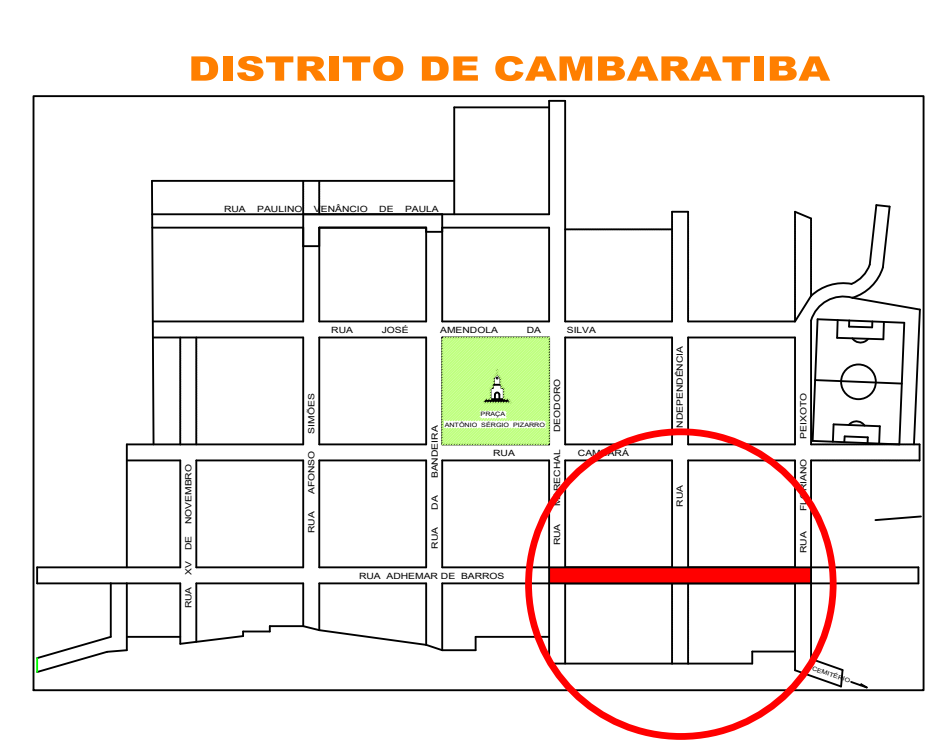 DISTRITO DE CAMBARATIBA
RUA PAULINO VENÂNCIO DE PAULA
RUA JOSÉ AMENDOLA DA SILVA
PRAÇA
ANTÔNIO SÉRGIO PIZARRO
RUA CAMBARÁ
RUA ADHEMAR DE BARROS
RUA XV DE NOVEMBRO
RUA AFONSO SIMÕES
RUA DA BANDEIRA
RUA MARECHAL DEODORO
RUA INDEPENDÊNCIA
RUA FLORIANO PEIXOTO
CEMITÉRIO